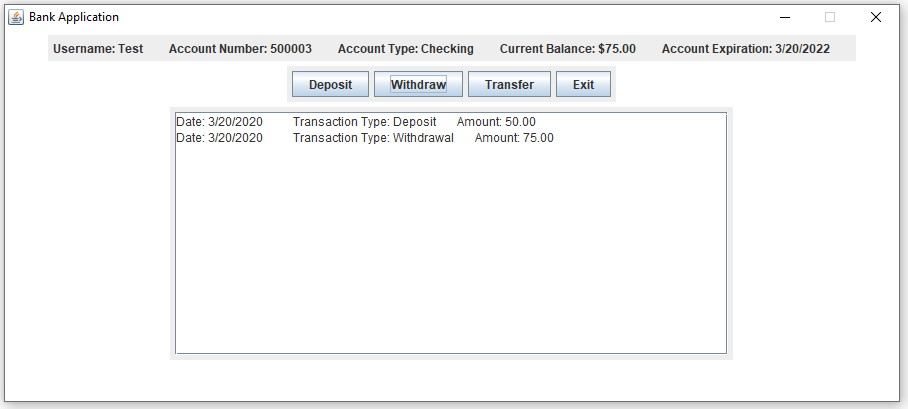 Bank Application
Username: Test Account Number: 500003 Account Type: Checking Current Balance: $75.00 Account Expiration: 3/20/2022
Deposit Withdraw Transfer Exit
Date: 3/20/2020 Transaction Type: Deposit Amount: 50.00
Date: 3/20/2020 Transaction Type: Withdrawal Amount: 75.00